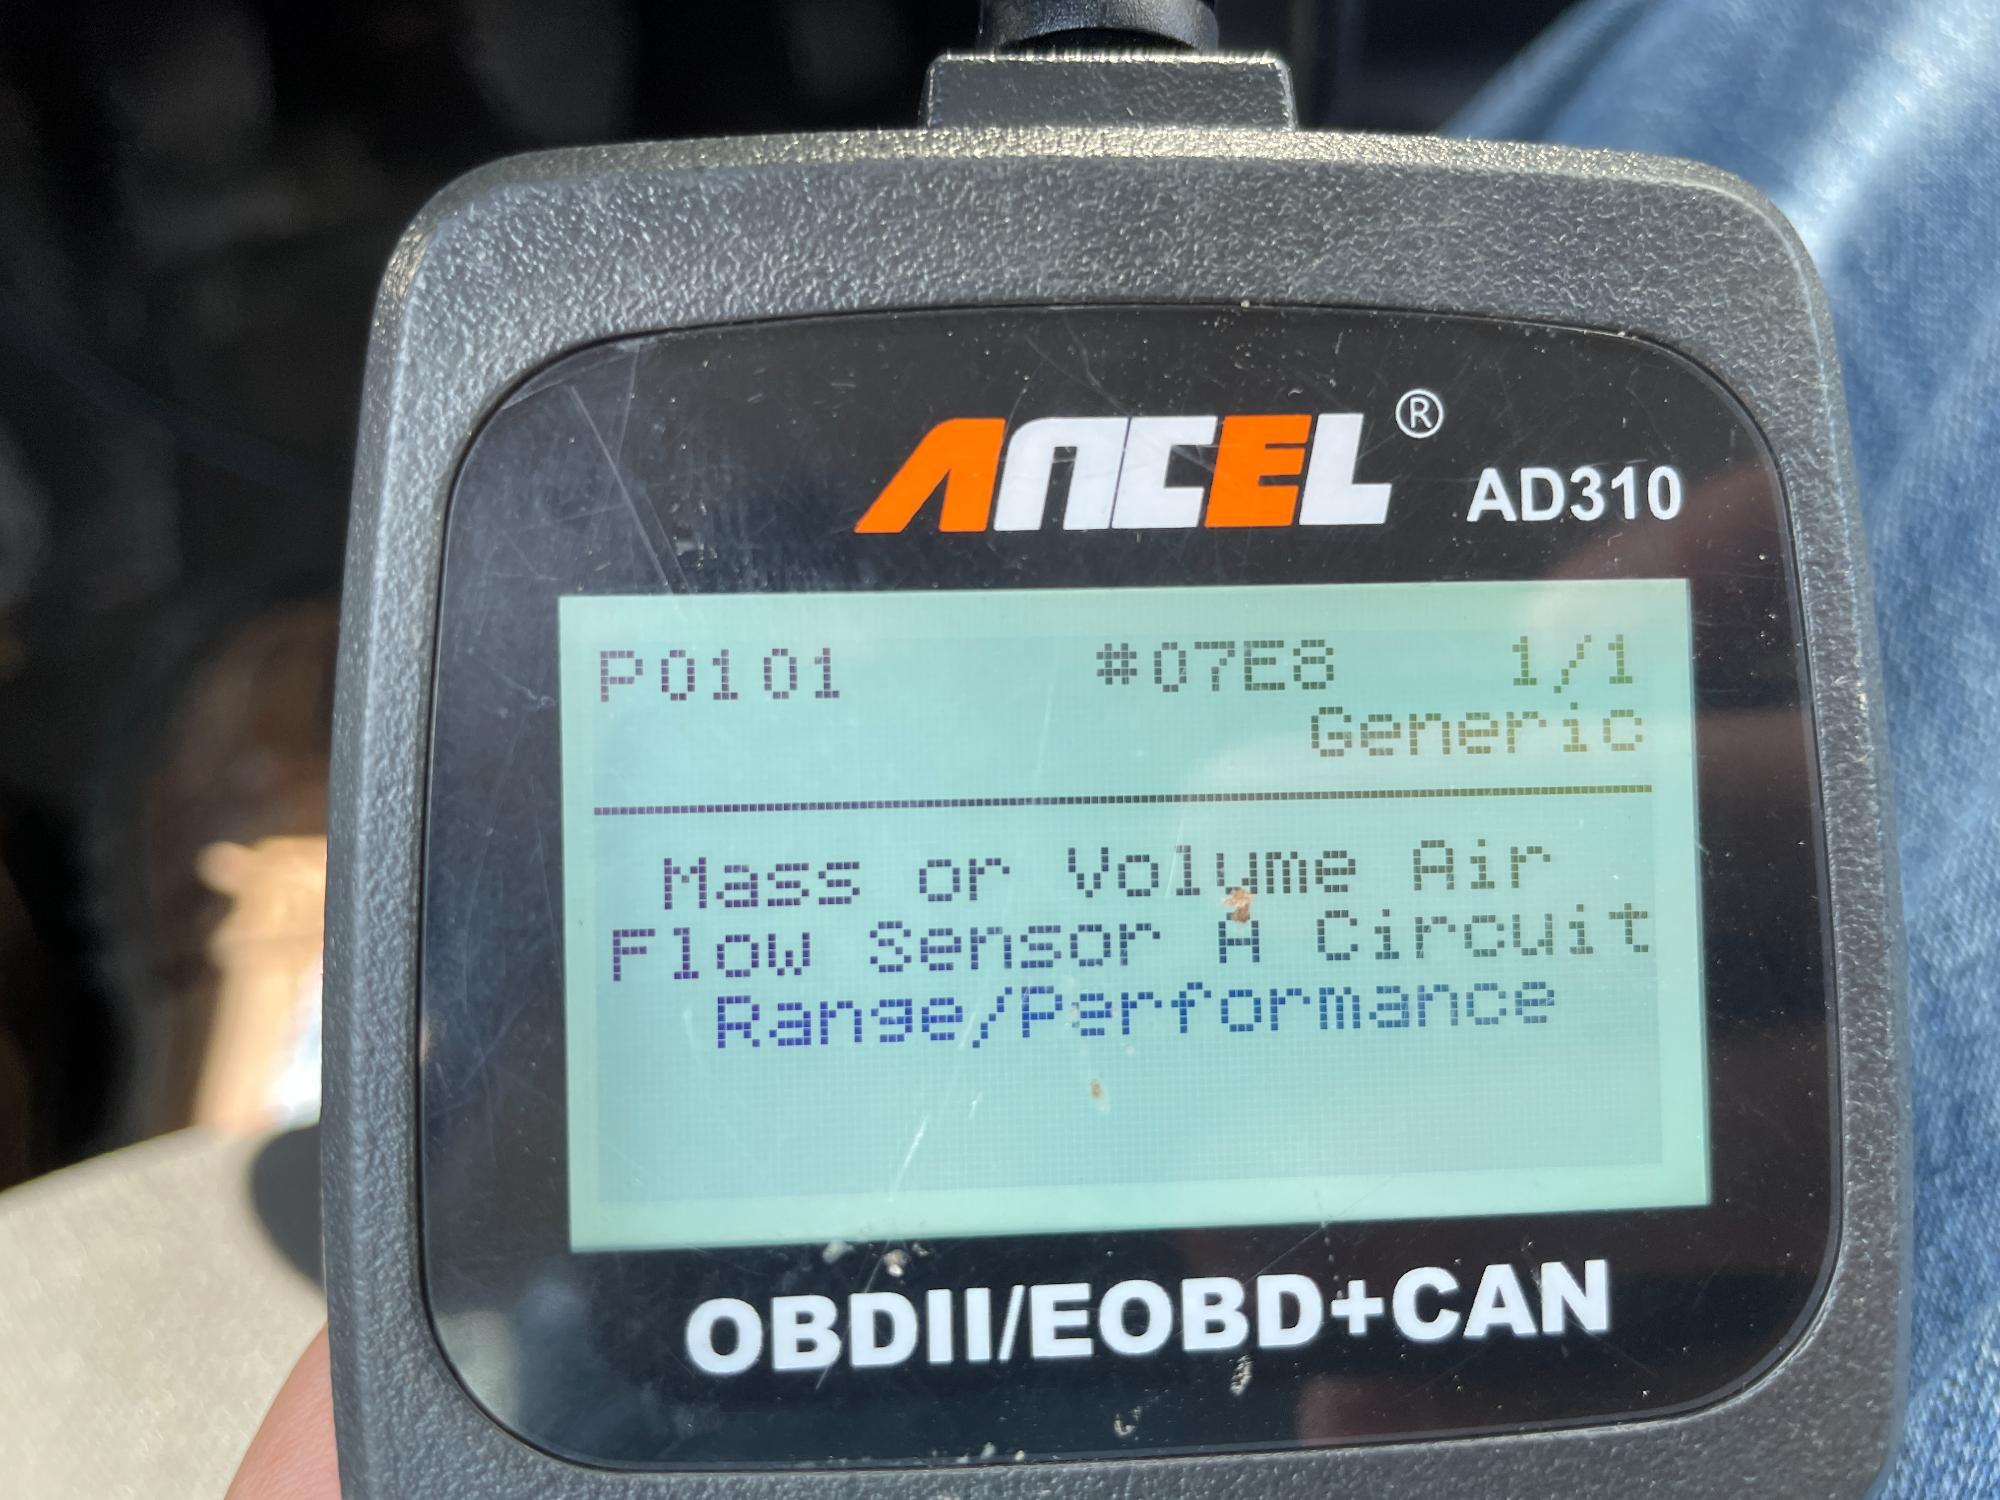 ANCEL® AD310
P0101 #07E8 1/1
Generic
Mass or Volume Air
Flow Sensor A Circuit
Range/Performance
OBDII/EOBD+CAN